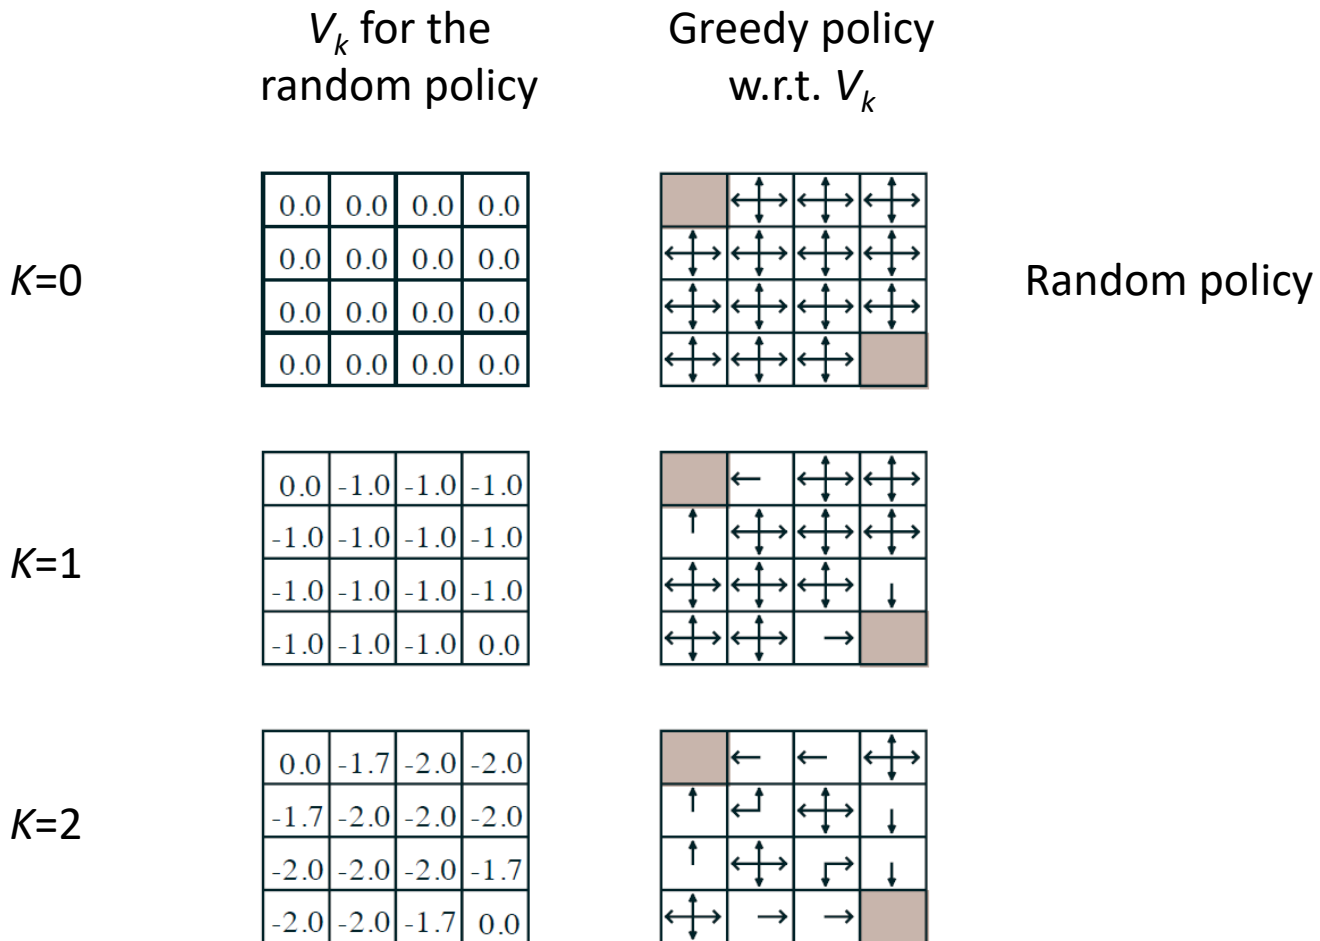 Vk for the
random policy
Greedy policy
w.r.t. Vk
K=0
0.0 0.0 0.0 0.0
0.0 0.0 0.0 0.0
0.0 0.0 0.0 0.0
0.0 0.0 0.0 0.0
Random policy
K=1
0.0 -1.0 -1.0 -1.0
-1.0 -1.0 -1.0 -1.0
-1.0 -1.0 -1.0 -1.0
-1.0 -1.0 -1.0 0.0
K=2
0.0 -1.7 -2.0 -2.0
-1.7 -2.0 -2.0 -2.0
-2.0 -2.0 -2.0 -1.7
-2.0 -2.0 -1.7 0.0